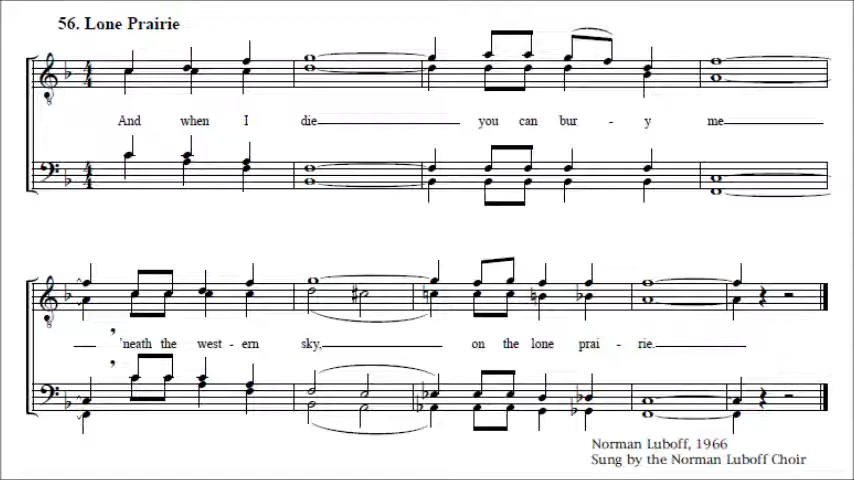 56. Lone Prairie
And when I die you can bur - y me
'neath the west - ern sky, on the lone prai - rie.
Norman Luboff, 1966
Sung by the Norman Luboff Choir